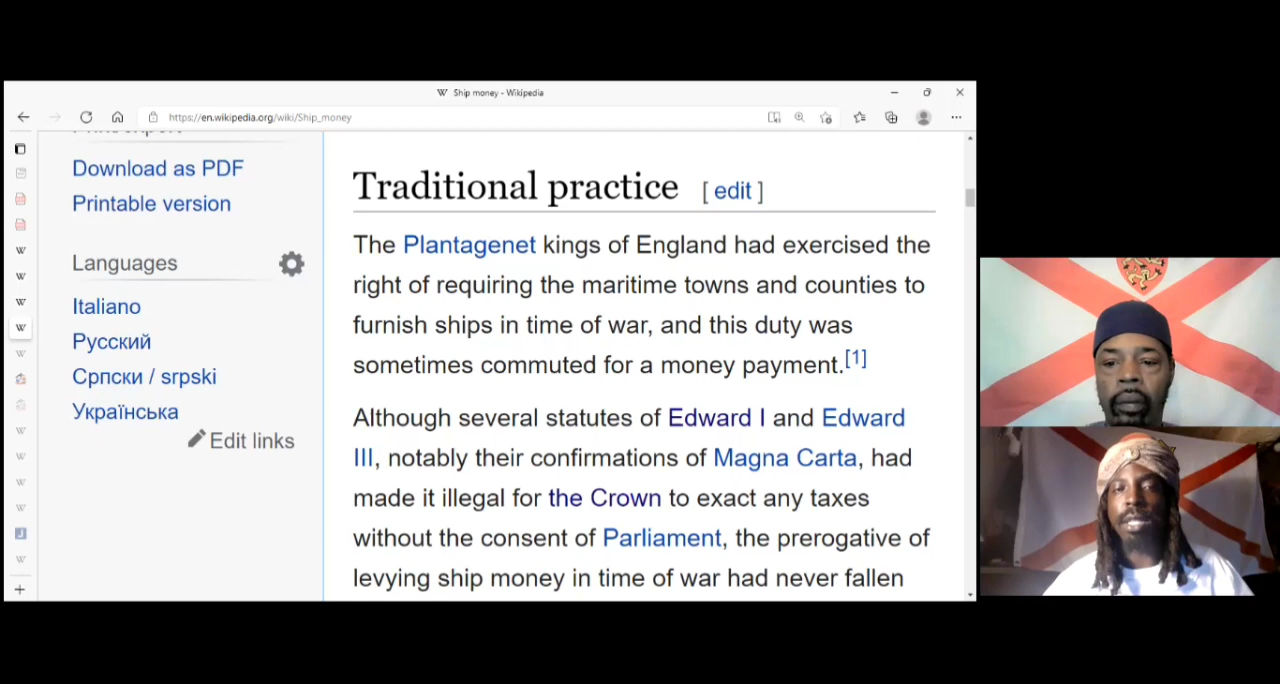 Ship money - Wikipedia
https://en.wikipedia.org/wiki/Ship_money
Download as PDF
Printable version
Languages
Italiano
Русский
Српски / srpski
Українська
Edit links
Traditional practice [ edit ]
The Plantagenet kings of England had exercised the
right of requiring the maritime towns and counties to
furnish ships in time of war, and this duty was
sometimes commuted for a money payment.[1]
Although several statutes of Edward I and Edward
III, notably their confirmations of Magna Carta, had
made it illegal for the Crown to exact any taxes
without the consent of Parliament, the prerogative of
levying ship money in time of war had never fallen